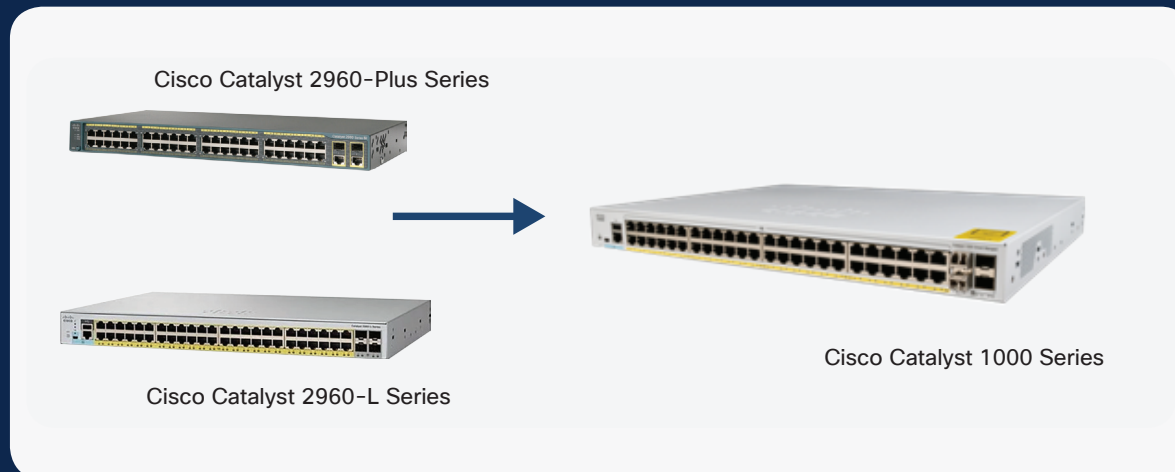 Cisco Catalyst 2960-Plus Series
Cisco Catalyst 2960-L Series
Cisco Catalyst 1000 Series